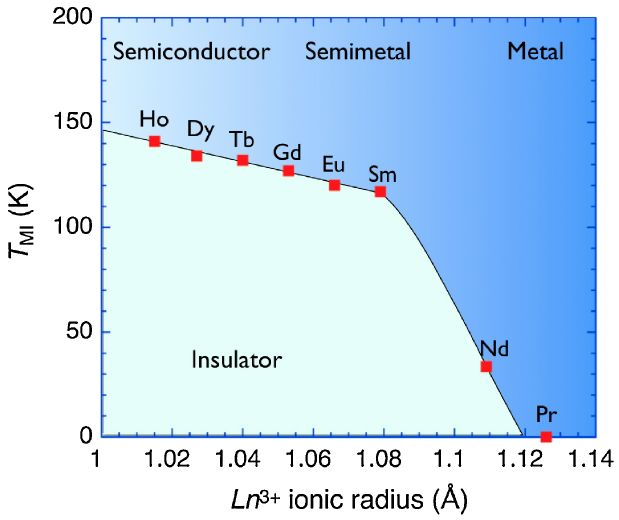 200
Semiconductor Semimetal Metal
150
Ho
Dy
Tb
Gd
Eu
Sm
100
T_MI (K)
50
Insulator
Nd
Pr
0
1 1.02 1.04 1.06 1.08 1.1 1.12 1.14
Ln³⁺ ionic radius (Å)